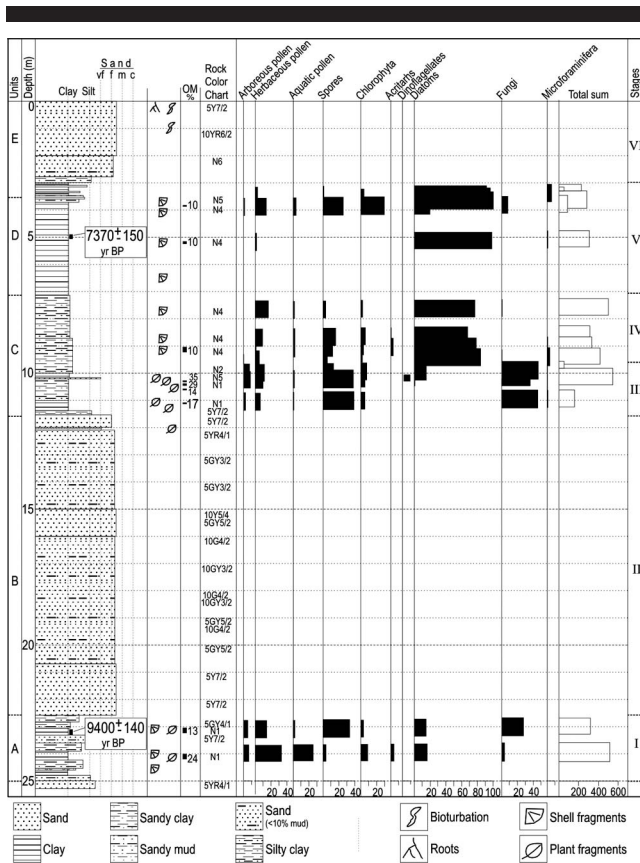 Units
Depth (m)
Sand
vf f m c
Clay Silt
OM
%
Rock
Color
Chart
Arboreous pollen
Herbaceous pollen
Aquatic pollen
Spores
Chlorophyta
Acritarhs
Dinoflagellates
Diatoms
Fungi
Microforaminifera
Total sum
Stages
0
5Y7/2
10YR6/2
E
VI
N6
N5
10
N4
D
5
7370±150
yr BP
10
N4
V
N4
IV
C
N4
10
N4
10
N2
35
N5
29
N1
14
III
17
N1
5Y7/2
5Y7/2
5YR4/1
5GY3/2
5GY3/2
15
10Y5/4
5GY5/2
10G4/2
B
10GY3/2
II
10G4/2
10GY3/2
5GY5/2
20
10G4/2
5GY5/2
5Y7/2
5Y7/2
9400±140
yr BP
5GY4/1
13
N1
5Y7/2
A
I
24
N1
25
5YR4/1
20 40
20
20 40
20
20 40 60 80 100
20 40
200 400 600
Sand
Sandy clay
Sand
(<10% mud)
Bioturbation
Shell fragments
Clay
Sandy mud
Silty clay
Roots
Plant fragments